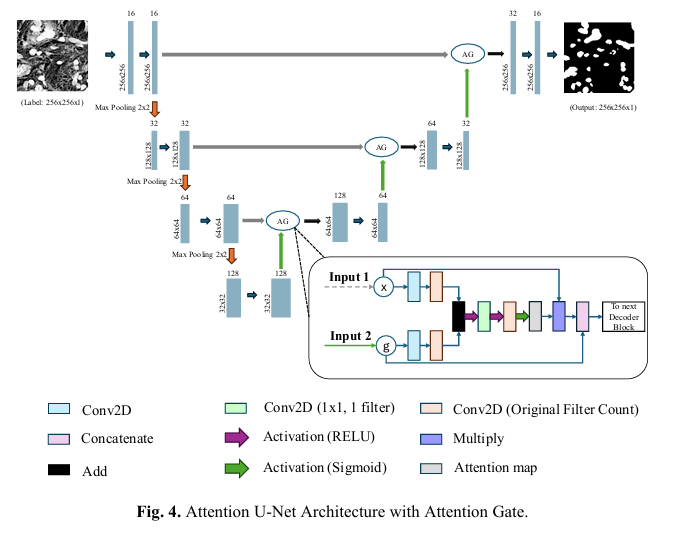 16 16 32 16
256x256 256x256 AG 256x256 256x256
(Label: 256x256x1) (Output: 256x256x1)
Max Pooling 2x2
32 32 64 32
128x128 128x128 AG 128x128 128x128
Max Pooling 2x2
64 64 128 64
64x64 64x64 AG 64x64 64x64
Max Pooling 2x2
128 128
32x32 32x32
Input 1
x
To next
Decoder
Block
Input 2
g
Conv2D Conv2D (1x1, 1 filter) Conv2D (Original Filter Count)
Concatenate Activation (RELU) Multiply
Add Activation (Sigmoid) Attention map
Fig. 4. Attention U-Net Architecture with Attention Gate.